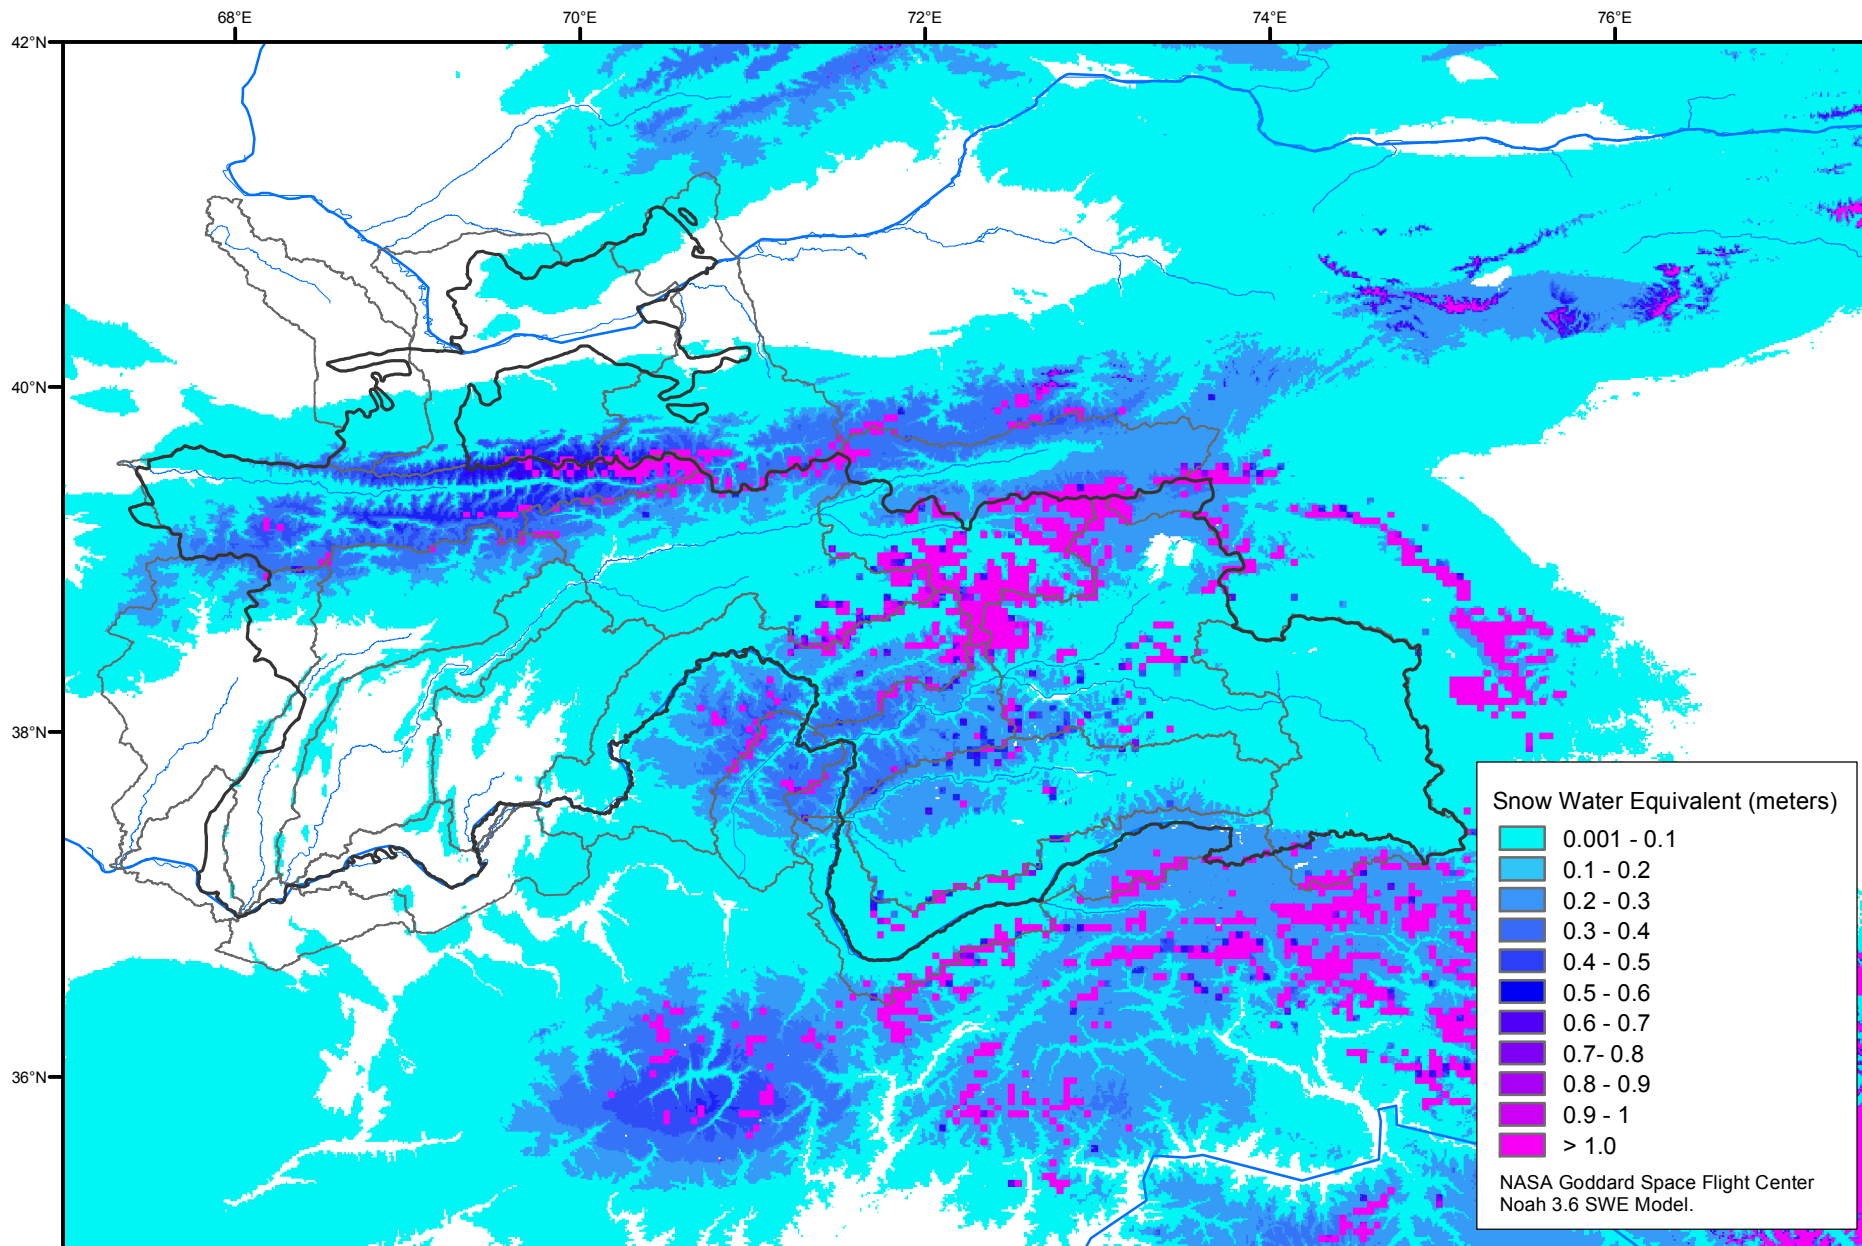 68°E 70°E 72°E 74°E 76°E
42°N
40°N
38°N
36°N
Snow Water Equivalent (meters)
0.001 - 0.1
0.1 - 0.2
0.2 - 0.3
0.3 - 0.4
0.4 - 0.5
0.5 - 0.6
0.6 - 0.7
0.7- 0.8
0.8 - 0.9
0.9 - 1
> 1.0
NASA Goddard Space Flight Center
Noah 3.6 SWE Model.